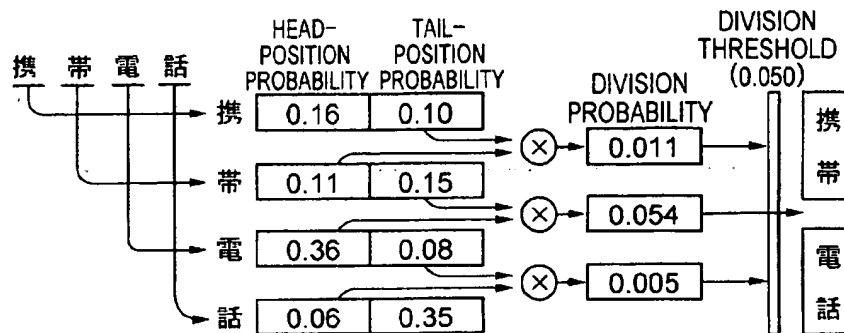 HEAD-POSITION PROBABILITY
TAIL-POSITION PROBABILITY
DIVISION PROBABILITY
DIVISION THRESHOLD (0.050)
携 帯 電 話
携 0.16 0.10
帯 0.11 0.15
電 0.36 0.08
話 0.06 0.35
× 0.011
× 0.054
× 0.005
携
帯
電
話